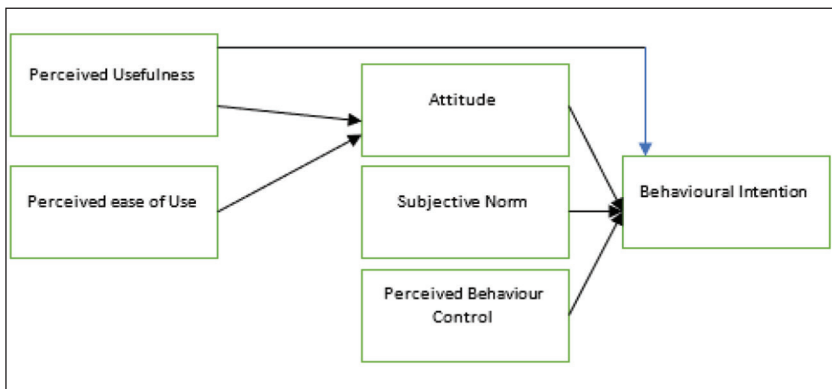 Perceived Usefulness
Attitude
Perceived ease of Use
Subjective Norm
Behavioural Intention
Perceived Behaviour
Control